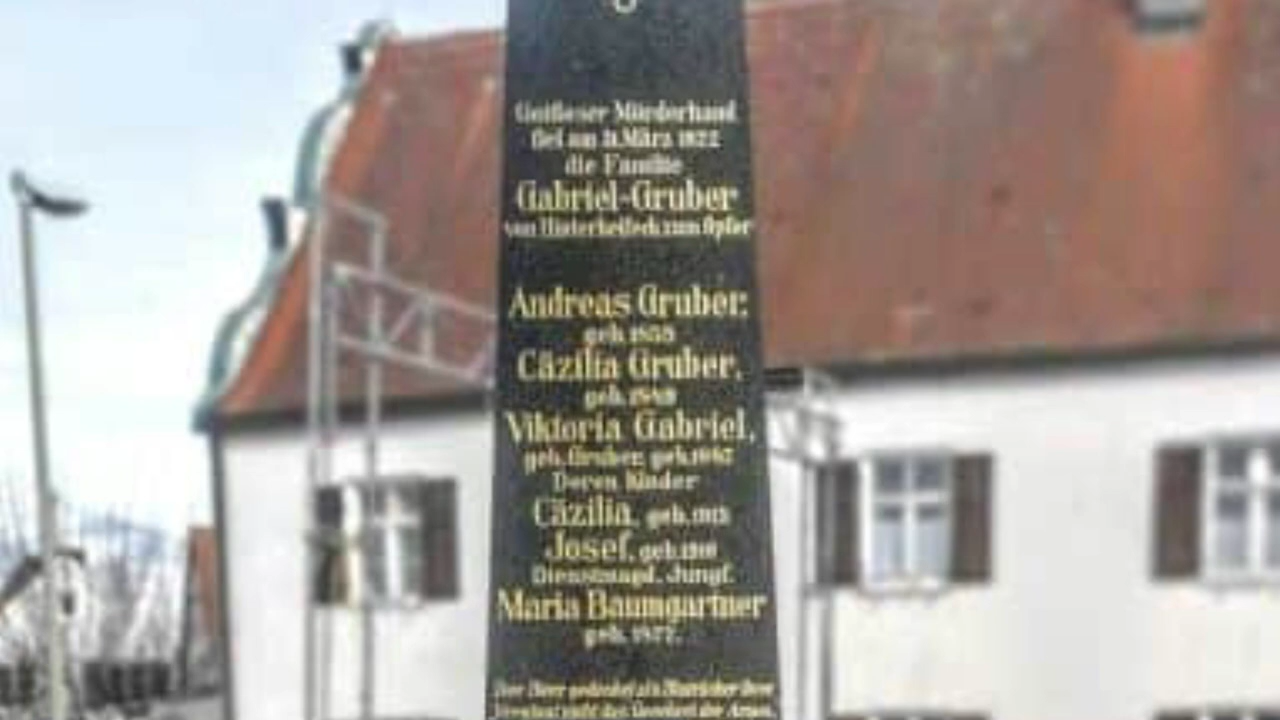 Gottloser Mörderhand
fiel am 31. März 1922
die Familie
Gabriel-Gruber
von Hinterkaifeck zum Opfer
Andreas Gruber,
geb.
Cäzilia Gruber,
geb.
Viktoria Gabriel,
geb. Gruber, geb. 1887
Deren Kinder
Cäzilia, geb. 1915
Josef, geb.
Dienstmagd, Jungf.
Maria Baumgartner
geb. 1877.